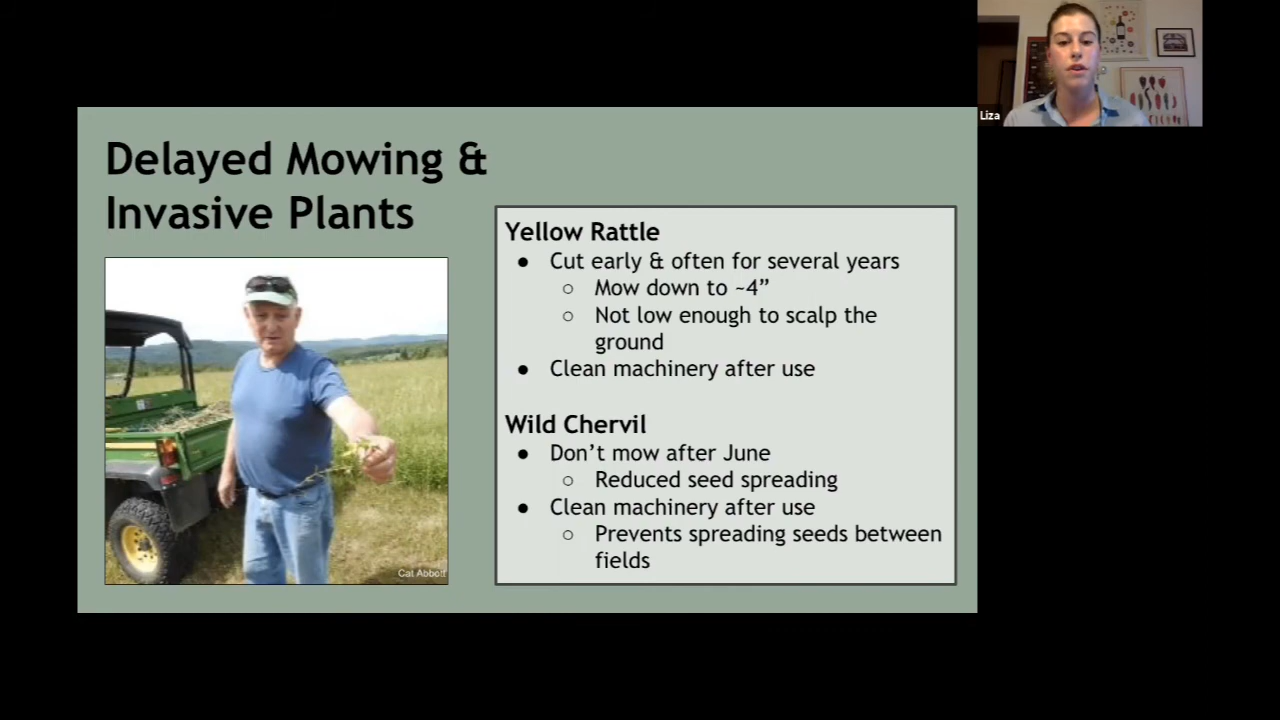 Liza
Delayed Mowing &
Invasive Plants
Yellow Rattle
● Cut early & often for several years
○ Mow down to ~4”
○ Not low enough to scalp the
ground
● Clean machinery after use
Wild Chervil
● Don’t mow after June
○ Reduced seed spreading
● Clean machinery after use
○ Prevents spreading seeds between
fields
Cat Abbott